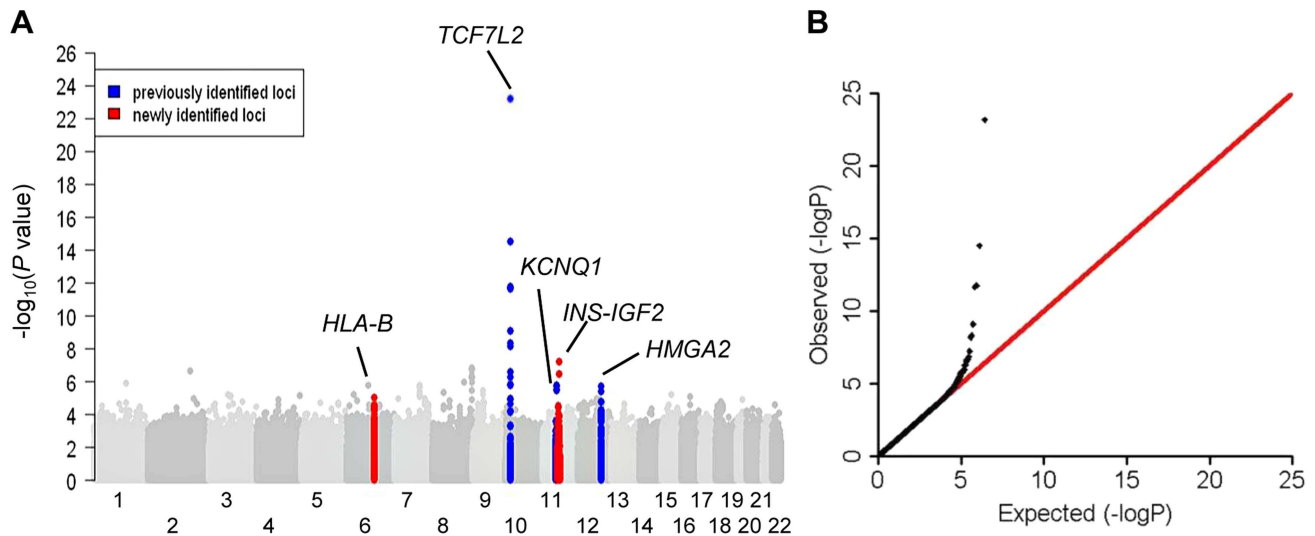 A
B
TCF7L2
previously identified loci
newly identified loci
KCNQ1
INS-IGF2
HLA-B
HMGA2
-log10(P value)
26
24
22
20
18
16
14
12
10
8
6
4
2
0
1 3 5 7 9 11 13 15 17 19 21
2 4 6 8 10 12 14 16 18 20 22
Observed (-logP)
25
20
15
10
5
0
0 5 10 15 20 25
Expected (-logP)